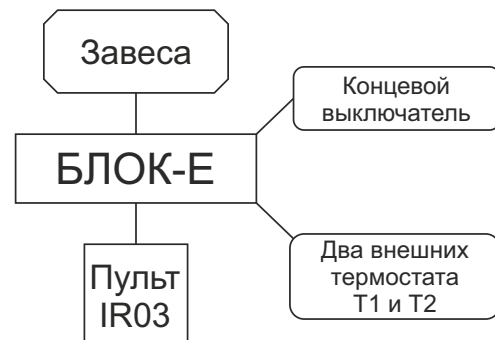 Завеса
Концевой
выключатель
БЛОК-Е
Два внешних
термостата
Т1 и Т2
Пульт
IR03